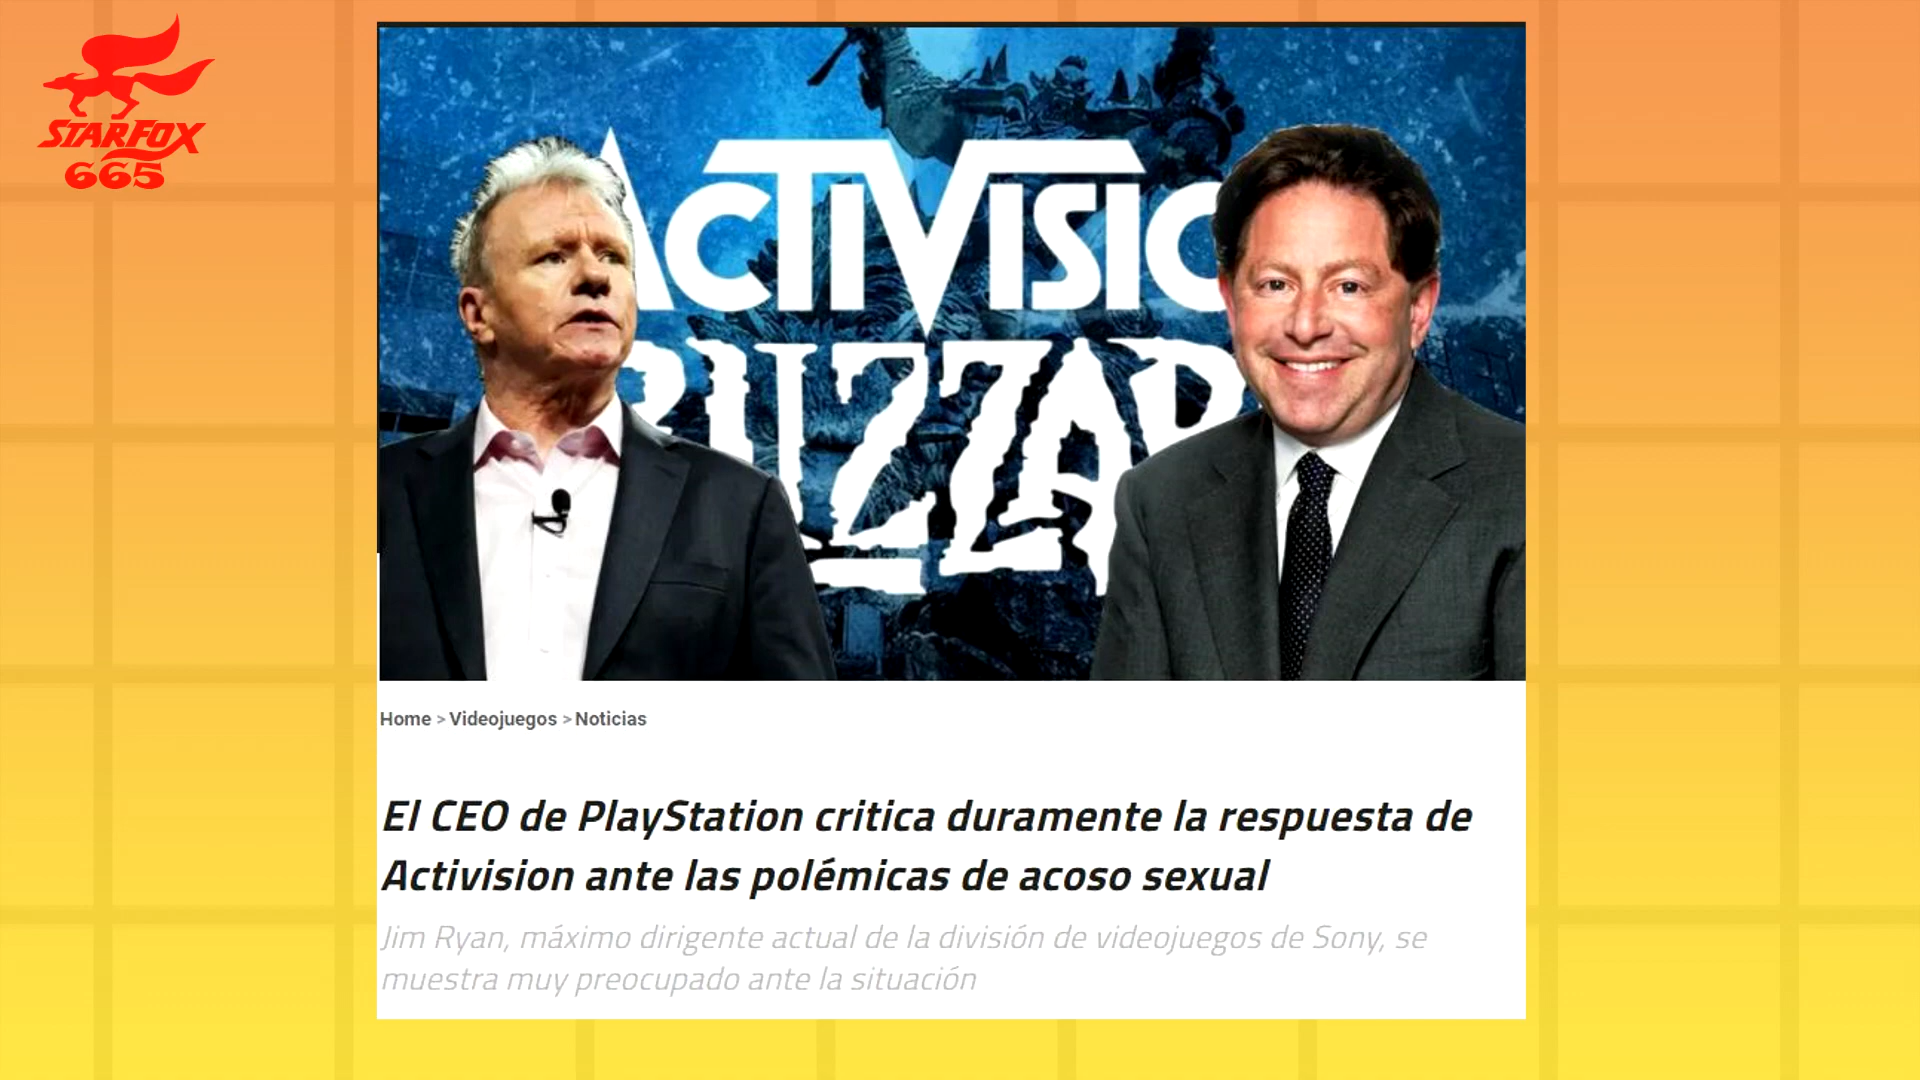 STARFOX
665
ACTIVISIO
BLIZZAR
Home > Videojuegos > Noticias
El CEO de PlayStation critica duramente la respuesta de
Activision ante las polémicas de acoso sexual
Jim Ryan, máximo dirigente actual de la división de videojuegos de Sony, se
muestra muy preocupado ante la situación